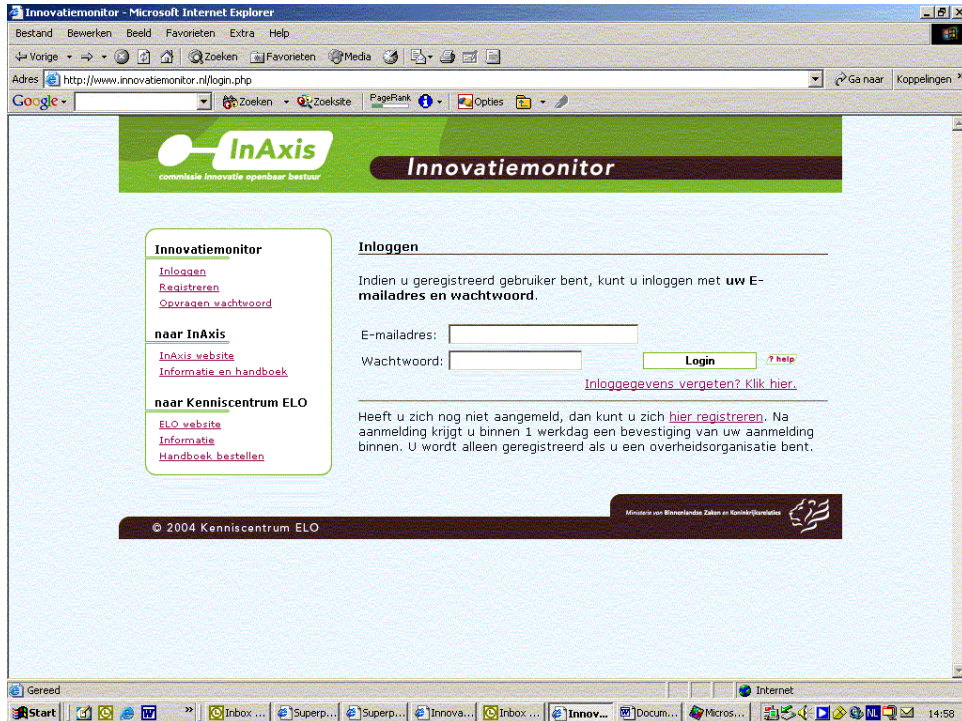 Innovatiemonitor - Microsoft Internet Explorer
Bestand Bewerken Beeld Favorieten Extra Help
Vorige Zoeken Favorieten Media
Adres http://www.innovatiemonitor.nl/login.php Ga naar Koppelingen
Google Zoeken Zoeksite PageRank Opties
InAxis
commissie innovatie openbaar bestuur
Innovatiemonitor
Innovatiemonitor
Inloggen
Registreren
Opvragen wachtwoord
naar InAxis
InAxis website
Informatie en handboek
naar Kenniscentrum ELO
ELO website
Informatie
Handboek bestellen
Inloggen
Indien u geregistreerd gebruiker bent, kunt u inloggen met uw E-
mailadres en wachtwoord.
E-mailadres:
Wachtwoord: Login ? help
Inloggegevens vergeten? Klik hier.
Heeft u zich nog niet aangemeld, dan kunt u zich hier registreren. Na
aanmelding krijgt u binnen 1 werkdag een bevestiging van uw aanmelding
binnen. U wordt alleen geregistreerd als u een overheidsorganisatie bent.
Ministerie van Binnenlandse Zaken en Koninkrijksrelaties
© 2004 Kenniscentrum ELO
Gereed Internet
Start Inbox ... Superp... Superp... Innova... Inbox ... Innov... Docum... Micros... NL 14:58